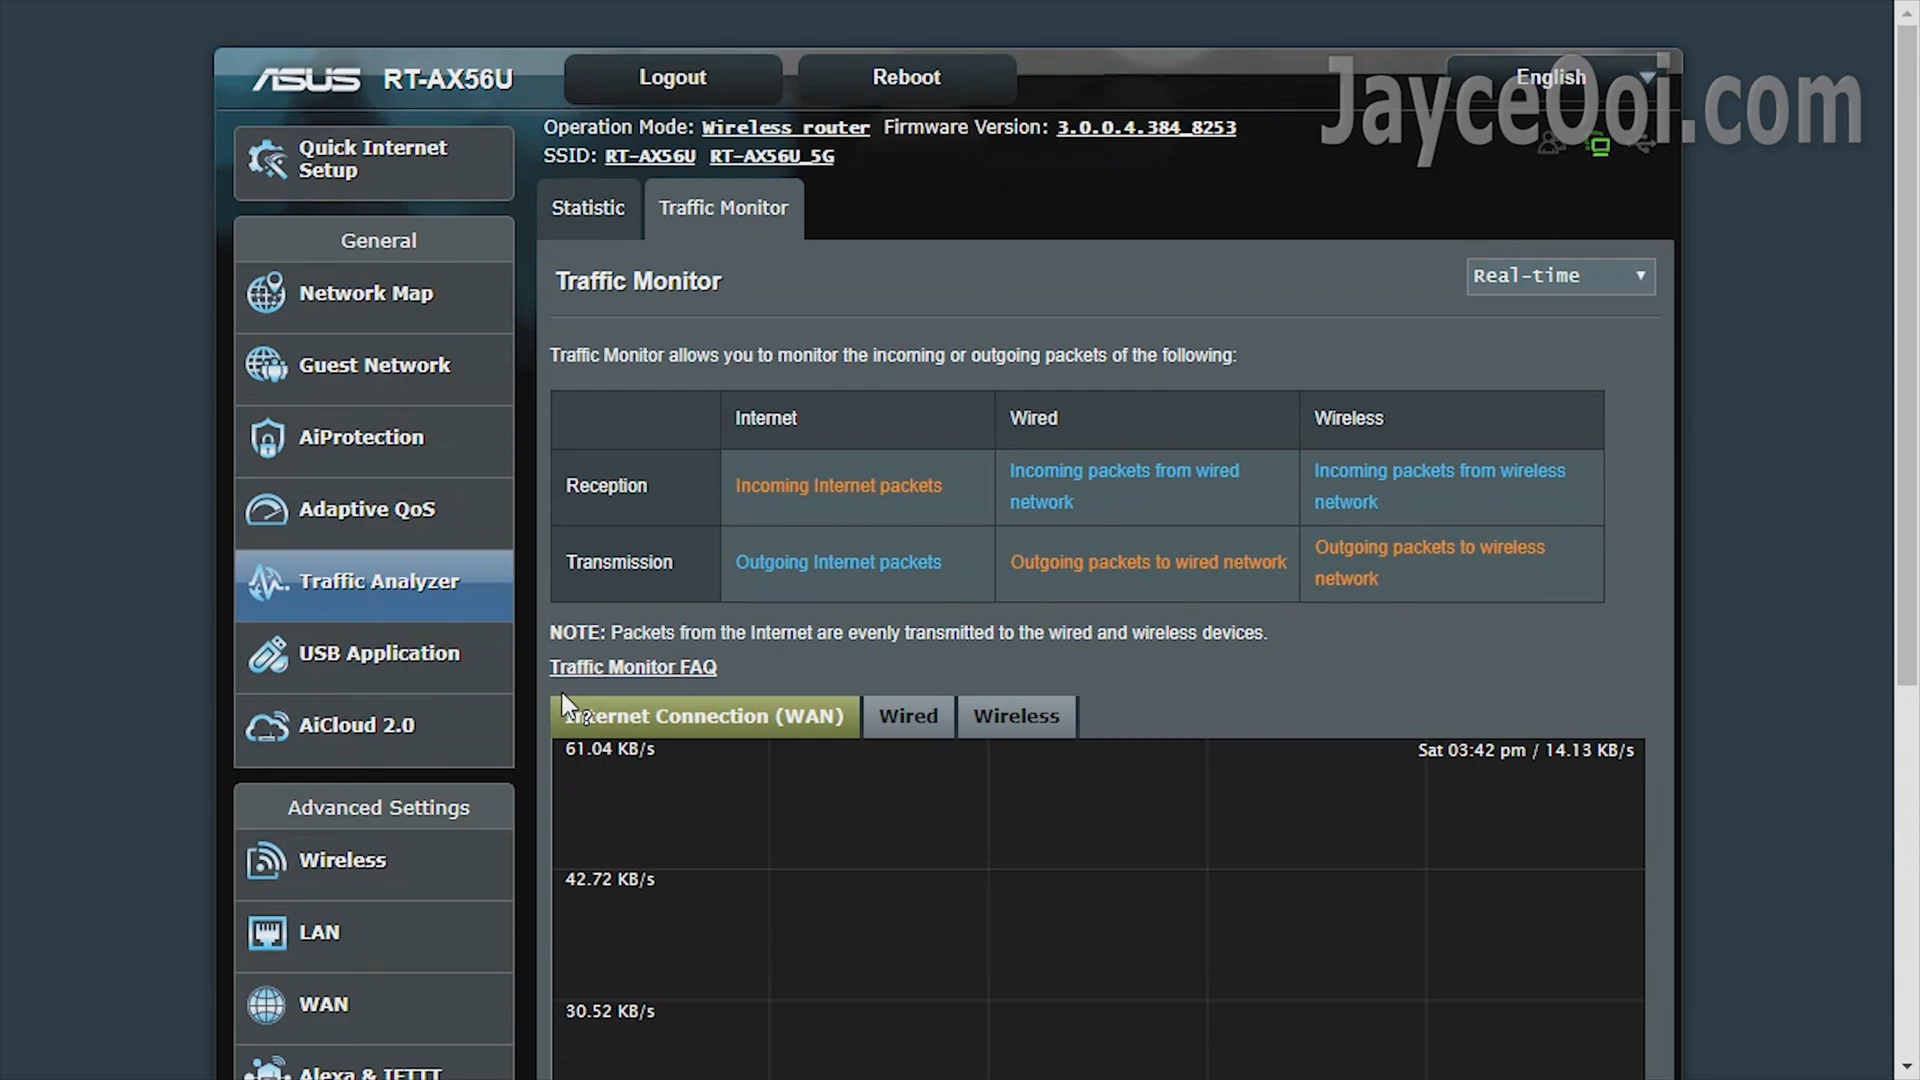 ASUS RT-AX56U
Logout
Reboot
English
JayceOoi.com
Operation Mode: Wireless router Firmware Version: 3.0.0.4.384_8253
SSID: RT-AX56U RT-AX56U_5G
Quick Internet
Setup
General
Network Map
Guest Network
AiProtection
Adaptive QoS
Traffic Analyzer
USB Application
AiCloud 2.0
Advanced Settings
Wireless
LAN
WAN
Alexa & IFTTT
Statistic
Traffic Monitor
Traffic Monitor
Real-time
Traffic Monitor allows you to monitor the incoming or outgoing packets of the following:
Internet
Wired
Wireless
Reception
Incoming Internet packets
Incoming packets from wired
network
Incoming packets from wireless
network
Transmission
Outgoing Internet packets
Outgoing packets to wired network
Outgoing packets to wireless
network
NOTE: Packets from the Internet are evenly transmitted to the wired and wireless devices.
Traffic Monitor FAQ
Internet Connection (WAN)
Wired
Wireless
61.04 KB/s
Sat 03:42 pm / 14.13 KB/s
42.72 KB/s
30.52 KB/s